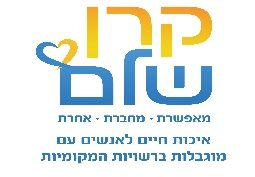 קרן
שלם
מאפשרת · מחברת · אחרת
איכות חיים לאנשים עם
מוגבלות ברשויות המקומיות